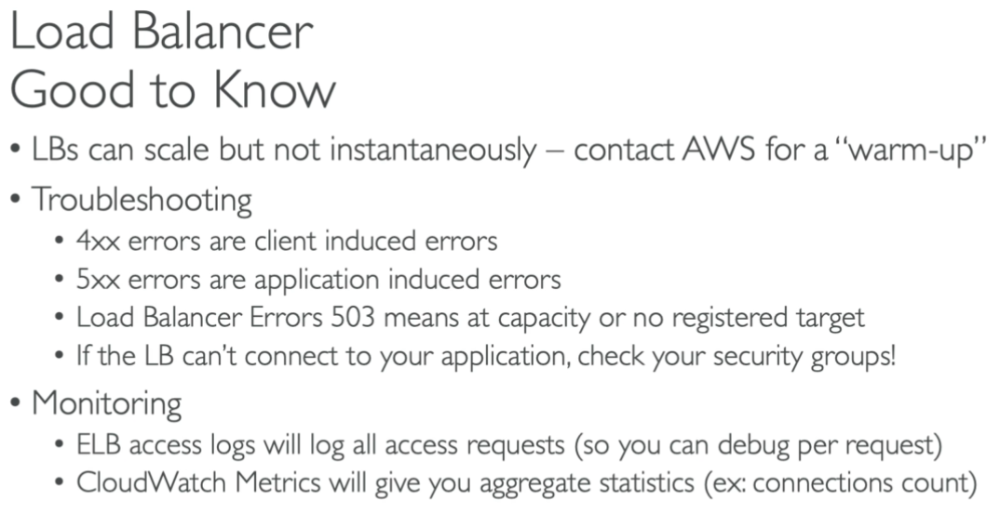 Load Balancer
Good to Know
• LBs can scale but not instantaneously – contact AWS for a “warm-up”
• Troubleshooting
• 4xx errors are client induced errors
• 5xx errors are application induced errors
• Load Balancer Errors 503 means at capacity or no registered target
• If the LB can’t connect to your application, check your security groups!
• Monitoring
• ELB access logs will log all access requests (so you can debug per request)
• CloudWatch Metrics will give you aggregate statistics (ex: connections count)